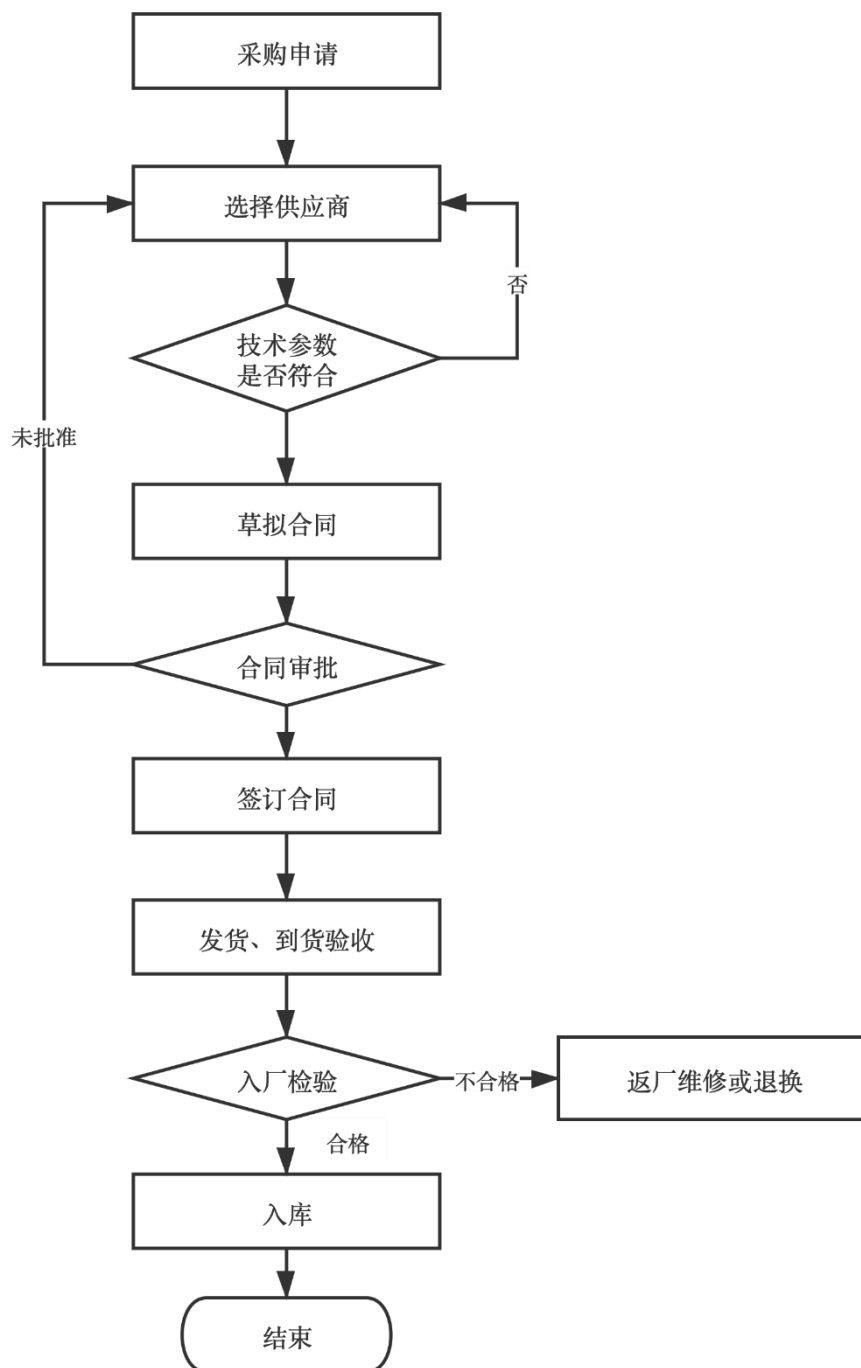 采购申请
选择供应商
否
技术参数
是否符合
未批准
草拟合同
合同审批
签订合同
发货、到货验收
入厂检验
不合格
返厂维修或退换
合格
入库
结束